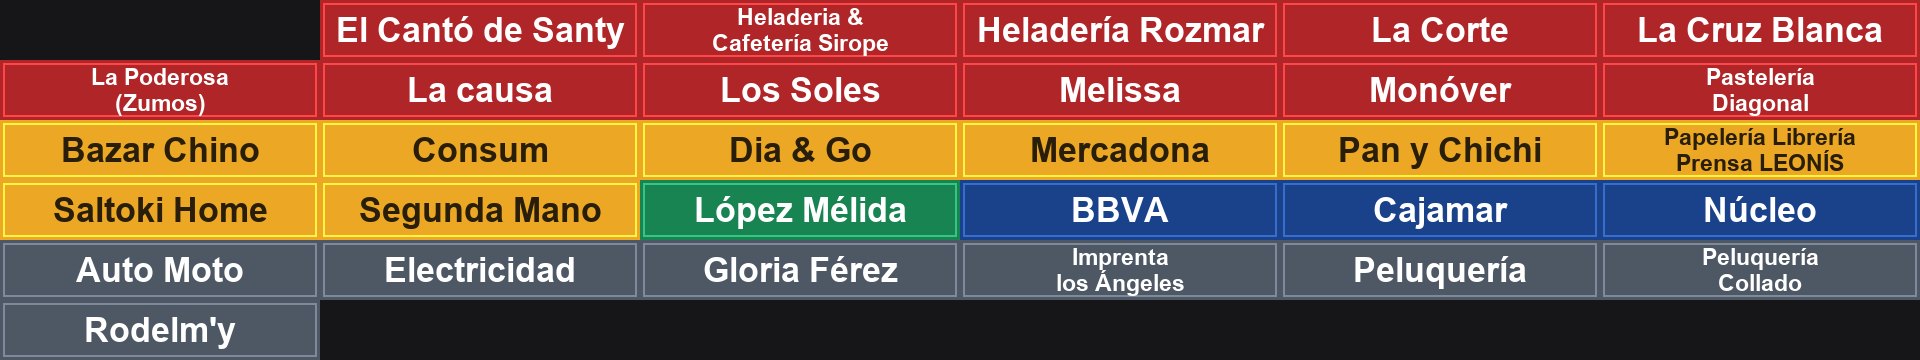 El Cantó de Santy
Heladeria &
Cafetería Sirope
Heladería Rozmar
La Corte
La Cruz Blanca
La Poderosa
(Zumos)
La causa
Los Soles
Melissa
Monóver
Pastelería
Diagonal
Bazar Chino
Consum
Dia & Go
Mercadona
Pan y Chichi
Papelería Librería
Prensa LEONÍS
Saltoki Home
Segunda Mano
López Mélida
BBVA
Cajamar
Núcleo
Auto Moto
Electricidad
Gloria Férez
Imprenta
los Ángeles
Peluquería
Peluquería
Collado
Rodelm'y